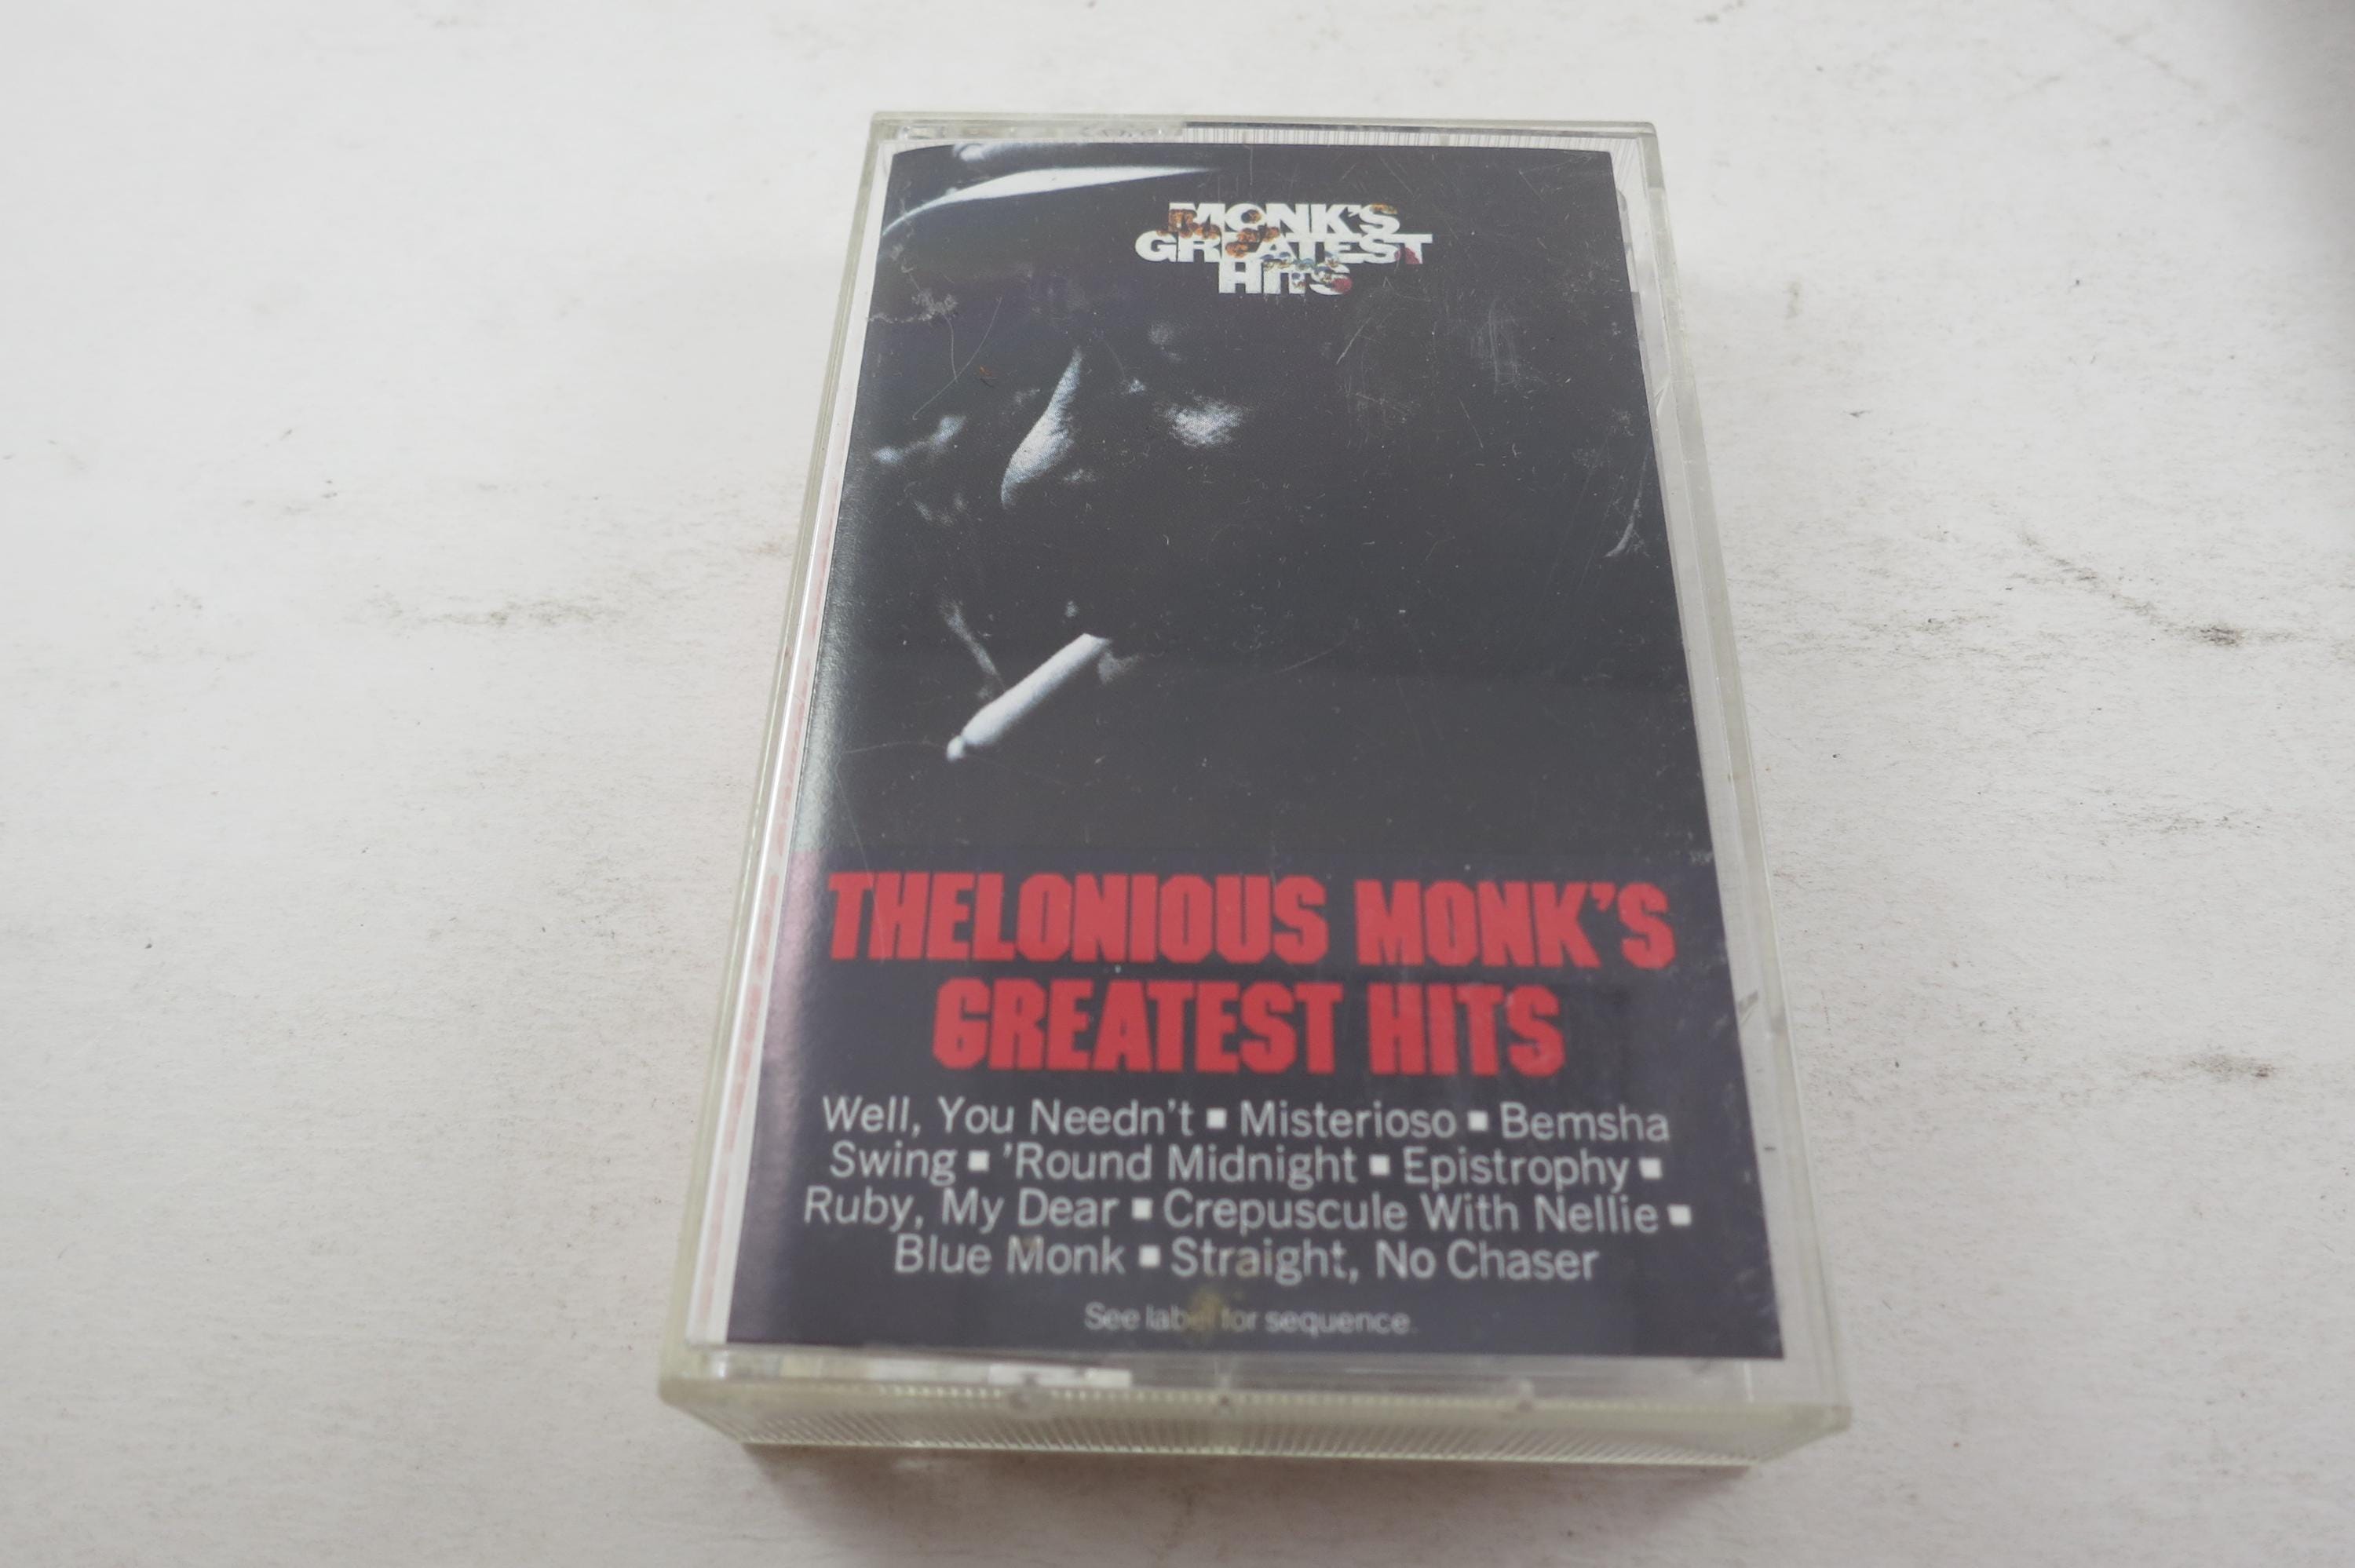 MONK'S
GREATEST
HITS
THELONIOUS MONK'S
GREATEST HITS
Well, You Needn't ■ Misterioso ■ Bemsha
Swing ■ 'Round Midnight ■ Epistrophy ■
Ruby, My Dear ■ Crepuscule With Nellie ■
Blue Monk ■ Straight, No Chaser
See label for sequence.